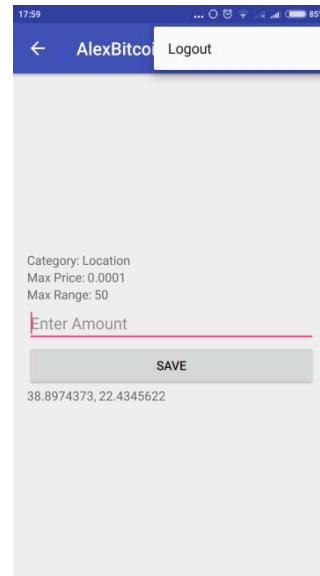 17:59 ... 85%
AlexBitcoi
Logout
Category: Location
Max Price: 0.0001
Max Range: 50
Enter Amount
SAVE
38.8974373, 22.4345622